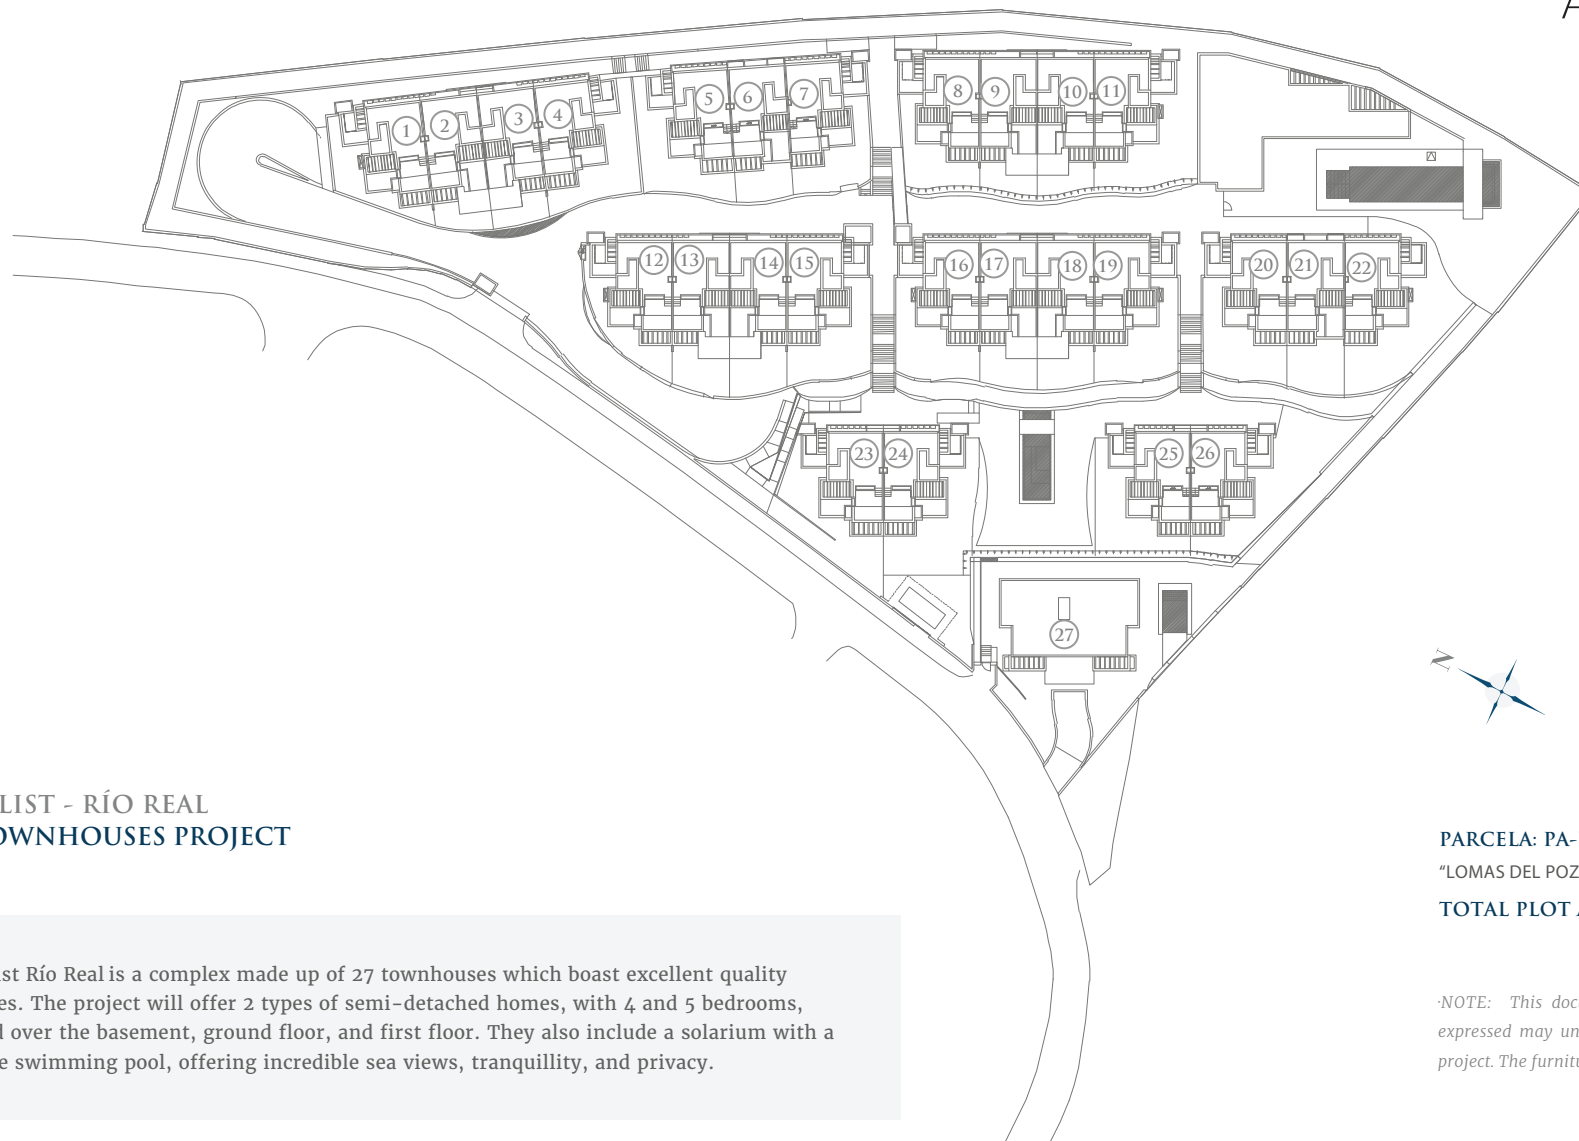 5
6
7
8
9
10
11
1
2
3
4
12
13
14
15
16
17
18
19
20
21
22
23
24
25
26
27
N
LIST - RÍO REAL
OWNHOUSES PROJECT
st Río Real is a complex made up of 27 townhouses which boast excellent quality
es. The project will offer 2 types of semi-detached homes, with 4 and 5 bedrooms,
d over the basement, ground floor, and first floor. They also include a solarium with a
e swimming pool, offering incredible sea views, tranquillity, and privacy.
PARCELA: PA-
"LOMAS DEL POZ
TOTAL PLOT
·NOTE: This doc
expressed may un
project. The furnitu